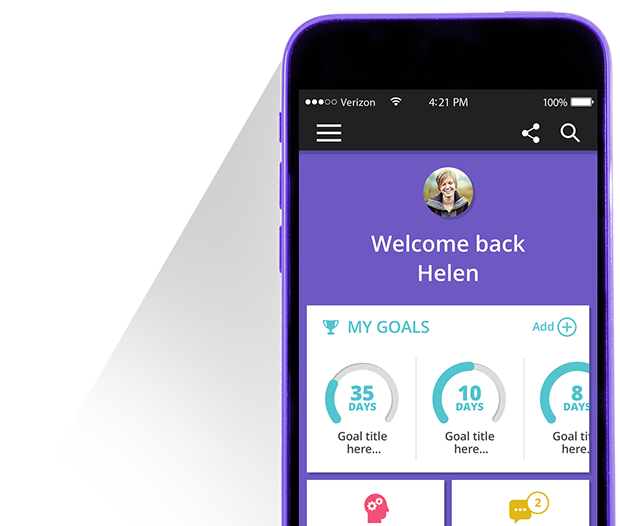 Verizon 4:21 PM 100%
Welcome back
Helen
MY GOALS Add
35 10 8
DAYS DAYS DAYS
Goal title Goal title Goal ti
here... here... here...
2